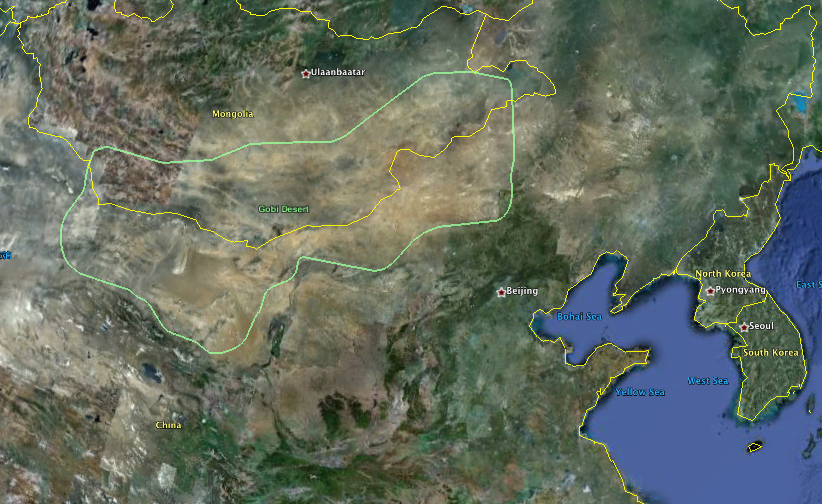 Ulaanbaatar
Mongolia
Gobi Desert
Beijing
North Korea
Pyongyang
East S
Bohai Sea
Seoul
South Korea
West Sea
Yellow Sea
China